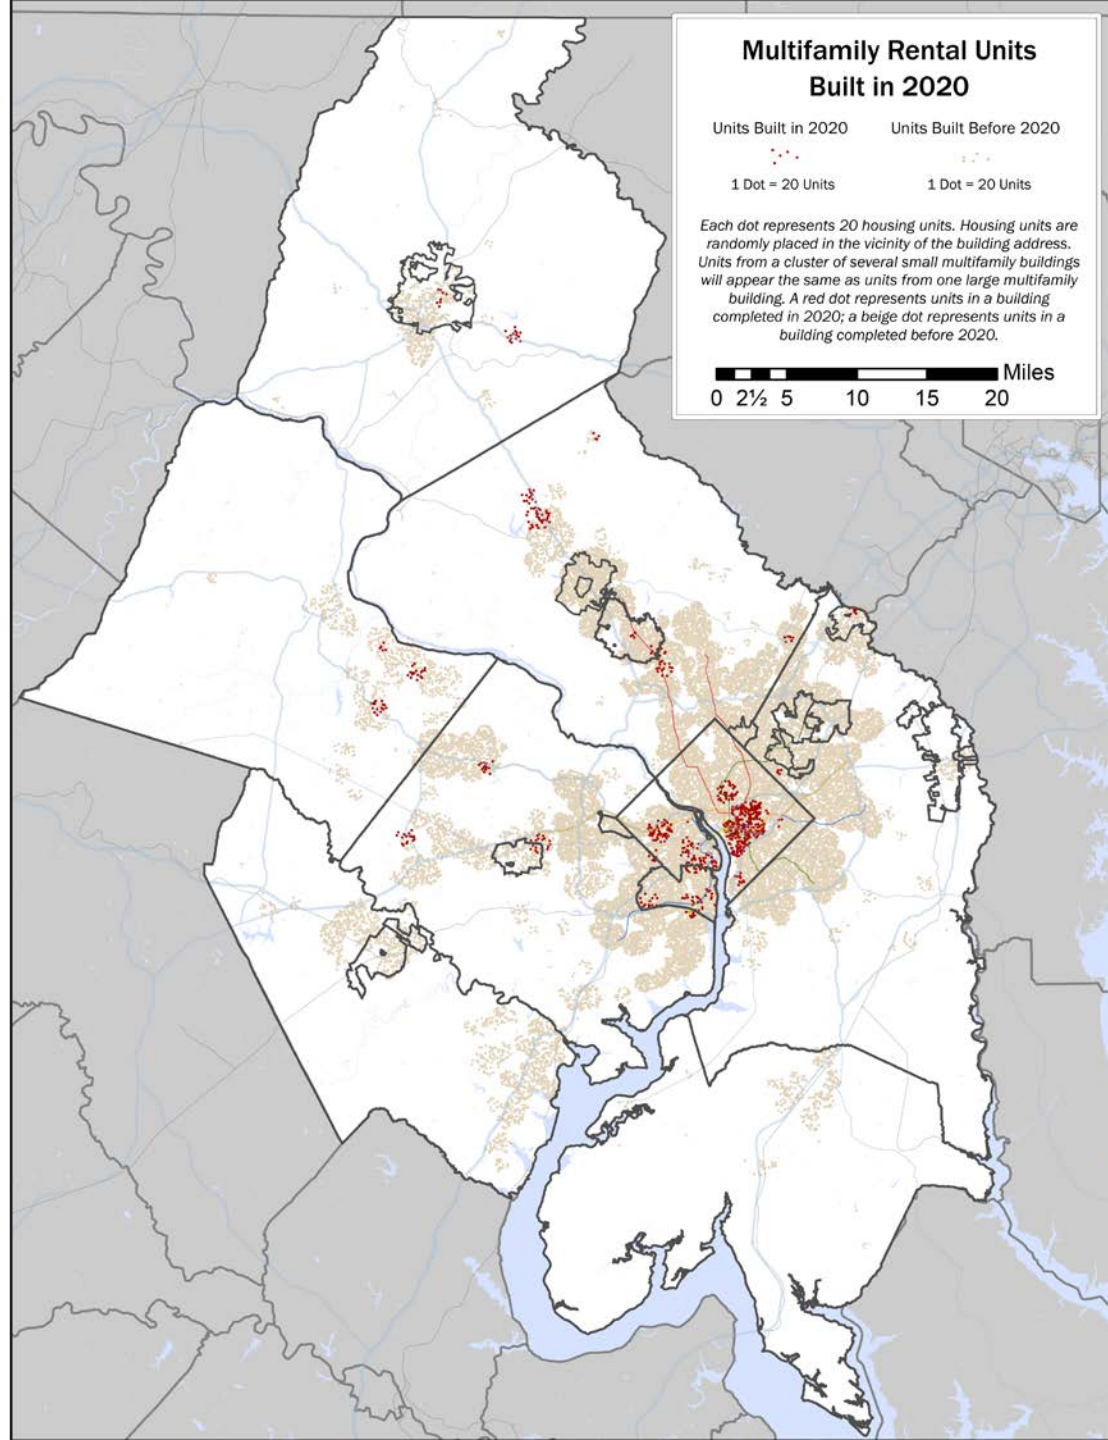 Multifamily Rental Units
Built in 2020
Units Built in 2020 Units Built Before 2020
1 Dot = 20 Units 1 Dot = 20 Units
Each dot represents 20 housing units. Housing units are
randomly placed in the vicinity of the building address.
Units from a cluster of several small multifamily buildings
will appear the same as units from one large multifamily
building. A red dot represents units in a building
completed in 2020; a beige dot represents units in a
building completed before 2020.
Miles
0 2½ 5 10 15 20